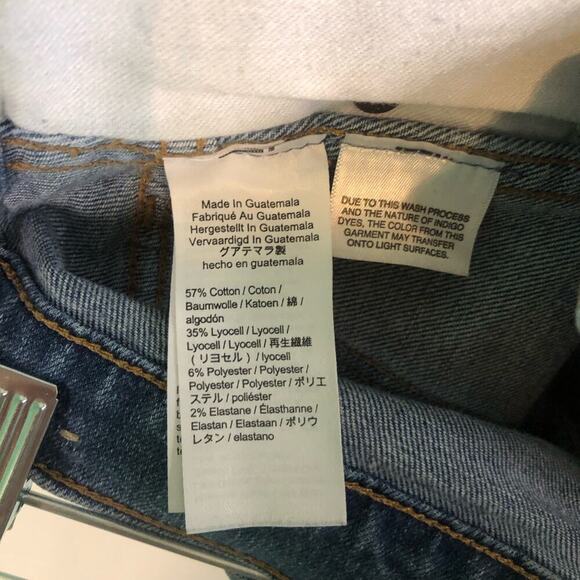 Made In Guatemala
Fabriqué Au Guatemala
Hergestellt In Guatemala
Vervaardigd In Guatemala
グアテマラ製
hecho en guatemala
57% Cotton / Coton /
Baumwolle / Katoen / 綿 /
algodón
35% Lyocell / Lyocell /
Lyocell / Lyocell / 再生繊維
(リヨセル) / lyocell
6% Polyester / Polyester /
Polyester / Polyester / ポリエ
ステル / poliéster
2% Elastane / Élasthanne /
Elastan / Elastaan / ポリウ
レタン / elastano
DUE TO THIS WASH PROCESS
AND THE NATURE OF INDIGO
DYES, THE COLOR FROM THIS
GARMENT MAY TRANSFER
ONTO LIGHT SURFACES.